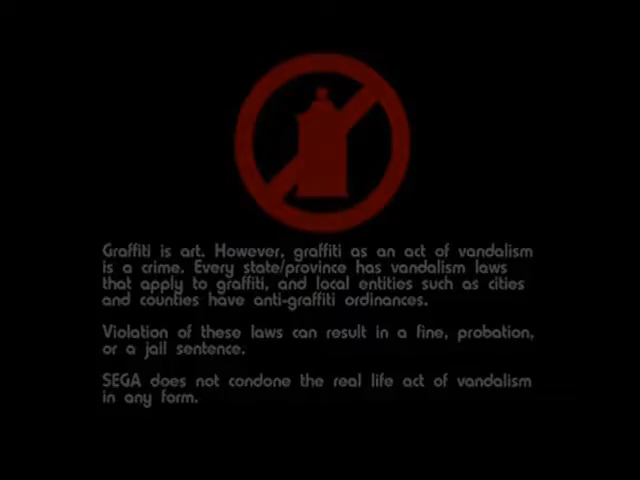 Graffiti is art. However, graffiti as an act of vandalism
is a crime. Every state/province has vandalism laws
that apply to graffiti, and local entities such as cities
and counties have anti-graffiti ordinances.
Violation of these laws can result in a fine, probation,
or a jail sentence.
SEGA does not condone the real life act of vandalism
in any form.